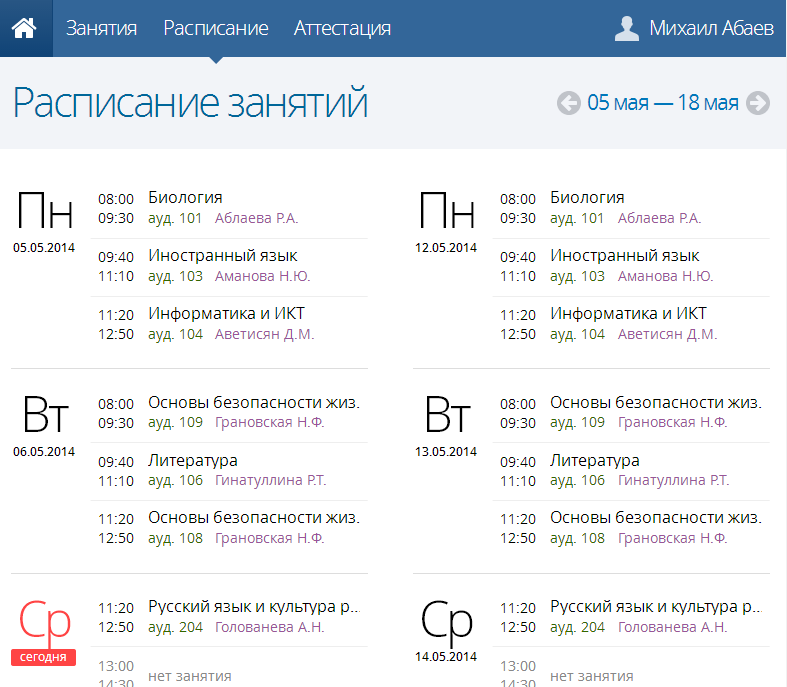 Занятия Расписание Аттестация Михаил Абаев
Расписание занятий 05 мая — 18 мая
Пн
05.05.2014
08:00 Биология
09:30 ауд. 101 Аблаева Р.А.
09:40 Иностранный язык
11:10 ауд. 103 Аманова Н.Ю.
11:20 Информатика и ИКТ
12:50 ауд. 104 Аветисян Д.М.
Вт
06.05.2014
08:00 Основы безопасности жиз.
09:30 ауд. 109 Грановская Н.Ф.
09:40 Литература
11:10 ауд. 106 Гинатуллина Р.Т.
11:20 Основы безопасности жиз.
12:50 ауд. 108 Грановская Н.Ф.
Ср
сегодня
11:20 Русский язык и культура р...
12:50 ауд. 204 Голованева А.Н.
13:00 нет занятия
14:30
Пн
12.05.2014
08:00 Биология
09:30 ауд. 101 Аблаева Р.А.
09:40 Иностранный язык
11:10 ауд. 103 Аманова Н.Ю.
11:20 Информатика и ИКТ
12:50 ауд. 104 Аветисян Д.М.
Вт
13.05.2014
08:00 Основы безопасности жиз.
09:30 ауд. 109 Грановская Н.Ф.
09:40 Литература
11:10 ауд. 106 Гинатуллина Р.Т.
11:20 Основы безопасности жиз.
12:50 ауд. 108 Грановская Н.Ф.
Ср
14.05.2014
11:20 Русский язык и культура р...
12:50 ауд. 204 Голованева А.Н.
13:00 нет занятия
14:30